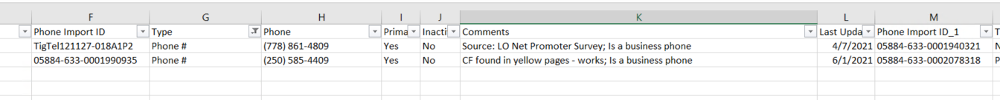 F G H I J K L M
Phone Import ID Type Phone Prima Inacti Comments Last Upda Phone Import ID_1
TigTel121127-018A1P2 Phone # (778) 861-4809 Yes No Source: LO Net Promoter Survey; Is a business phone 4/7/2021 05884-633-0001940321
05884-633-0001990935 Phone # (250) 585-4409 Yes No CF found in yellow pages - works; Is a business phone 6/1/2021 05884-633-0002078318